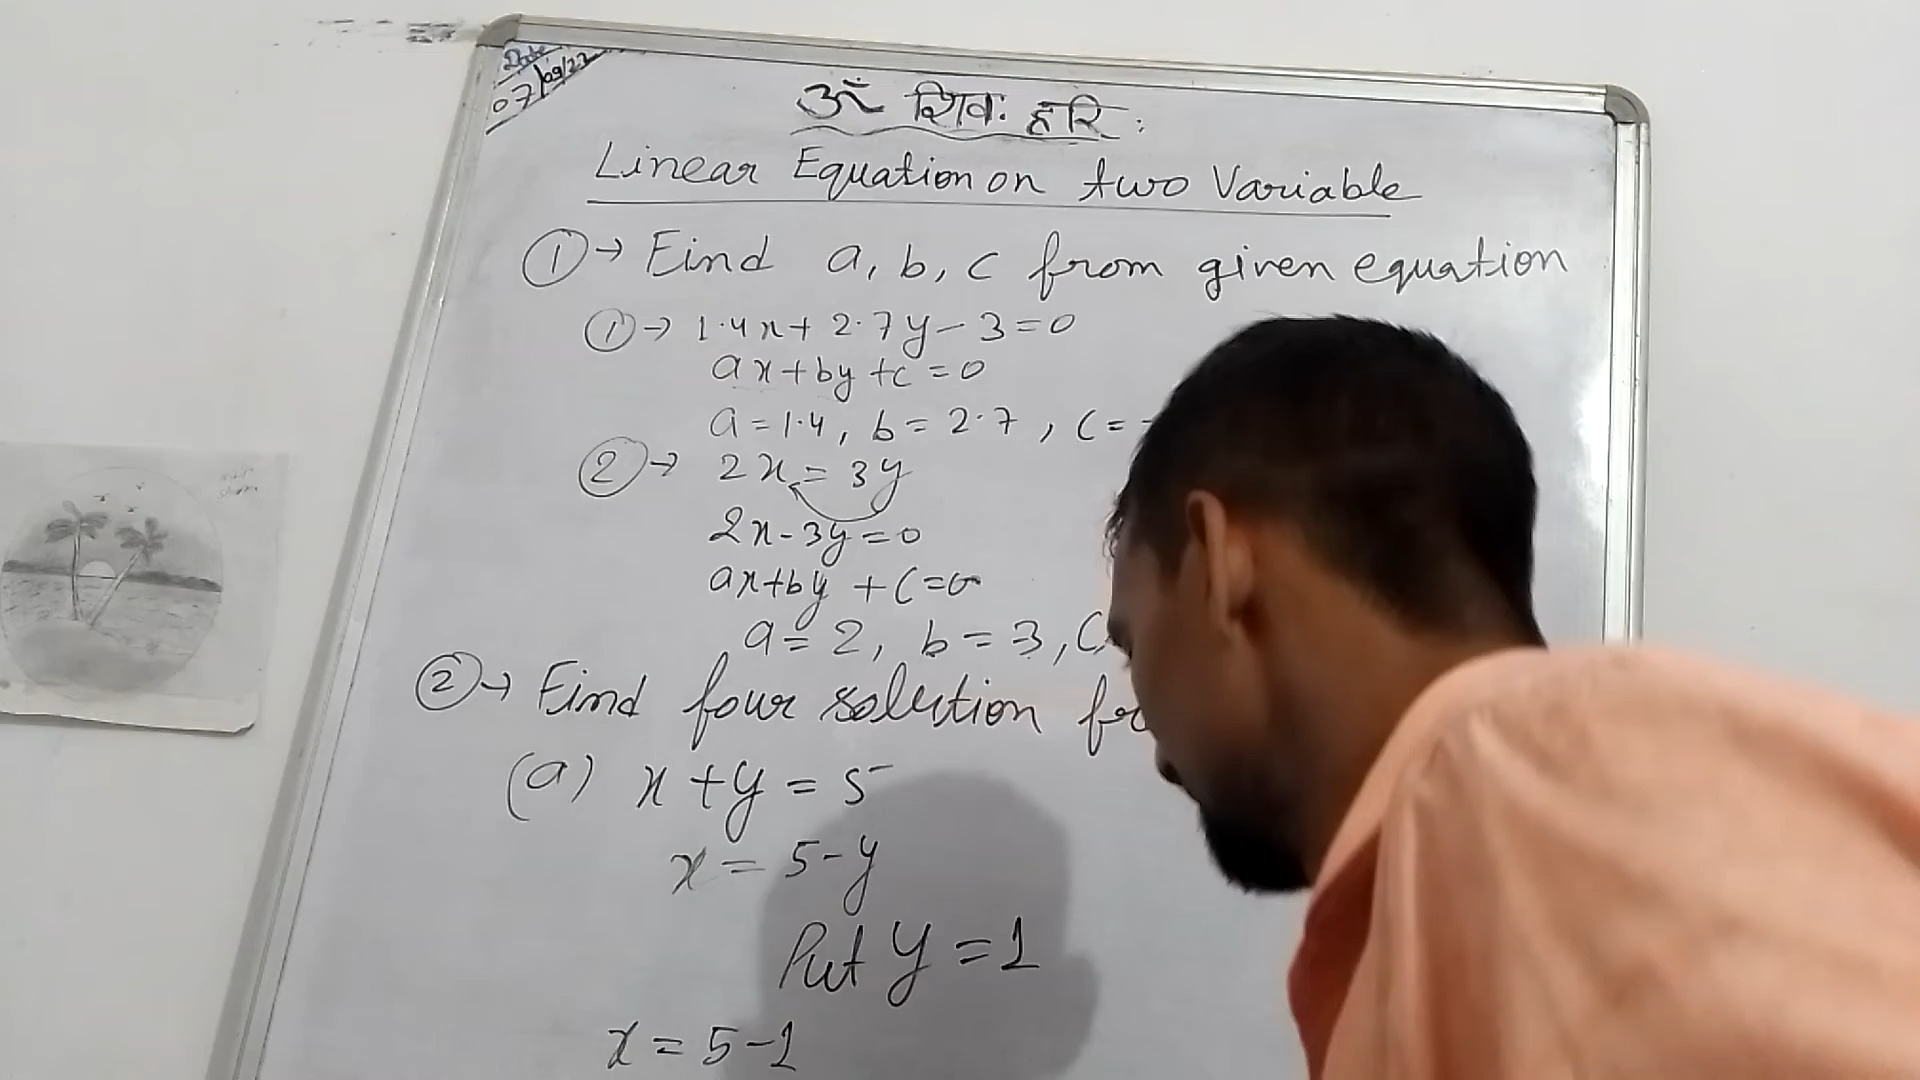 Date
07/09/23
ॐ शिवः हरिः
Linear Equation on two Variable
① → Find a, b, c from given equation
① → 1.4x + 2.7y - 3 = 0
ax + by + c = 0
a = 1.4, b = 2.7, c = -
② → 2x = 3y
2x - 3y = 0
ax + by + c = 0
a = 2, b = 3, C
② → Find four solution
(a) x + y = 5
x = 5 - y
Put y = 1
x = 5 - 1